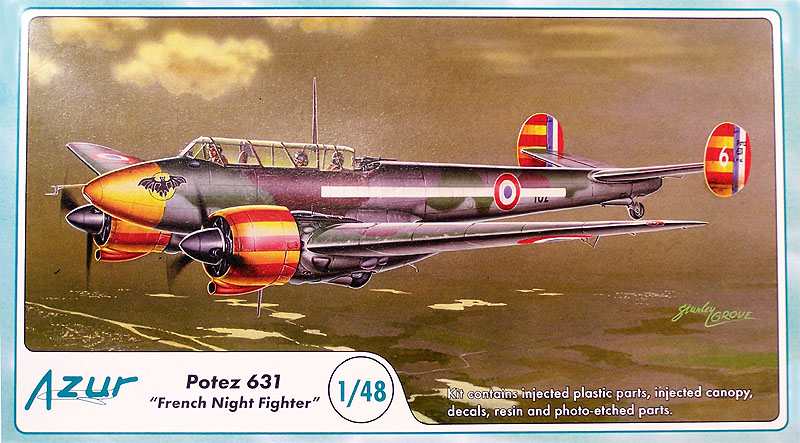 6
102
Stanley
GROVE
Azur
Potez 631
"French Night Fighter"
1/48
Kit contains injected plastic parts, injected canopy,
decals, resin and photo-etched parts.